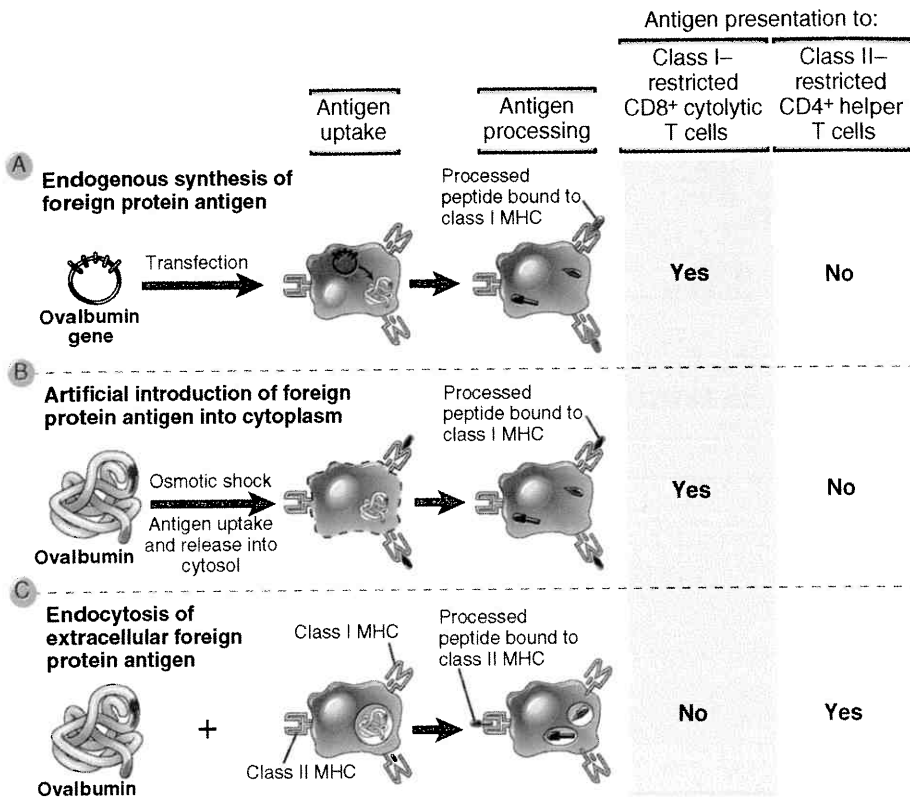 Antigen presentation to:
Class I–
restricted
CD8+ cytolytic
T cells
Class II–
restricted
CD4+ helper
T cells
Antigen
uptake
Antigen
processing
A
Endogenous synthesis of
foreign protein antigen
Ovalbumin
gene
Transfection
Processed
peptide bound to
class I MHC
Yes
No
B
Artificial introduction of foreign
protein antigen into cytoplasm
Ovalbumin
Osmotic shock
Antigen uptake
and release into
cytosol
Processed
peptide bound to
class I MHC
Yes
No
C
Endocytosis of
extracellular foreign
protein antigen
Ovalbumin
+
Class I MHC
Class II MHC
Processed
peptide bound to
class II MHC
No
Yes